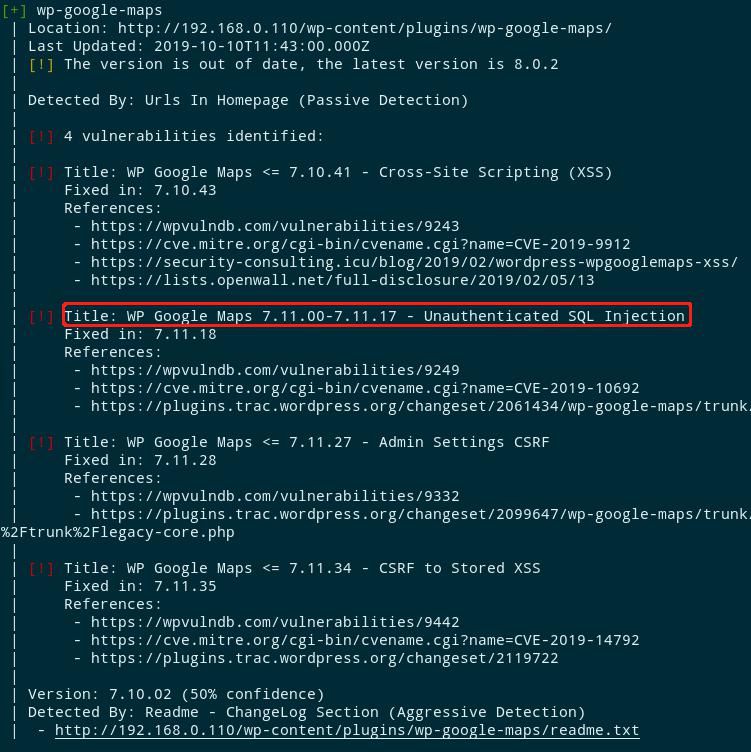 [+] wp-google-maps
| Location: http://192.168.0.110/wp-content/plugins/wp-google-maps/
| Last Updated: 2019-10-10T11:43:00.000Z
| [!] The version is out of date, the latest version is 8.0.2
|
| Detected By: Urls In Homepage (Passive Detection)
|
| [!] 4 vulnerabilities identified:
|
| [!] Title: WP Google Maps <= 7.10.41 - Cross-Site Scripting (XSS)
|     Fixed in: 7.10.43
|     References:
|      - https://wpvulndb.com/vulnerabilities/9243
|      - https://cve.mitre.org/cgi-bin/cvename.cgi?name=CVE-2019-9912
|      - https://security-consulting.icu/blog/2019/02/wordpress-wpgooglemaps-xss/
|      - https://lists.openwall.net/full-disclosure/2019/02/05/13
|
| [!] Title: WP Google Maps 7.11.00-7.11.17 - Unauthenticated SQL Injection
|     Fixed in: 7.11.18
|     References:
|      - https://wpvulndb.com/vulnerabilities/9249
|      - https://cve.mitre.org/cgi-bin/cvename.cgi?name=CVE-2019-10692
|      - https://plugins.trac.wordpress.org/changeset/2061434/wp-google-maps/trunk/
|
| [!] Title: WP Google Maps <= 7.11.27 - Admin Settings CSRF
|     Fixed in: 7.11.28
|     References:
|      - https://wpvulndb.com/vulnerabilities/9332
|      - https://plugins.trac.wordpress.org/changeset/2099647/wp-google-maps/trunk/
%2Ftrunk%2Flegacy-core.php
|
| [!] Title: WP Google Maps <= 7.11.34 - CSRF to Stored XSS
|     Fixed in: 7.11.35
|     References:
|      - https://wpvulndb.com/vulnerabilities/9442
|      - https://cve.mitre.org/cgi-bin/cvename.cgi?name=CVE-2019-14792
|      - https://plugins.trac.wordpress.org/changeset/2119722
|
| Version: 7.10.02 (50% confidence)
| Detected By: Readme - ChangeLog Section (Aggressive Detection)
|  - http://192.168.0.110/wp-content/plugins/wp-google-maps/readme.txt